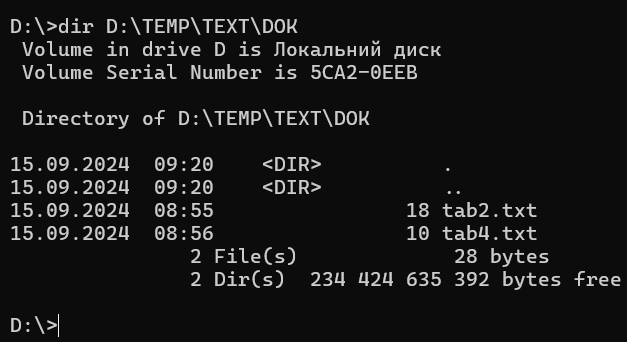 D:\>dir D:\TEMP\TEXT\DOK
 Volume in drive D is Локальний диск
 Volume Serial Number is 5CA2-0EEB

 Directory of D:\TEMP\TEXT\DOK

15.09.2024  09:20    <DIR>          .
15.09.2024  09:20    <DIR>          ..
15.09.2024  08:55                18 tab2.txt
15.09.2024  08:56                10 tab4.txt
               2 File(s)             28 bytes
               2 Dir(s)  234 424 635 392 bytes free

D:\>